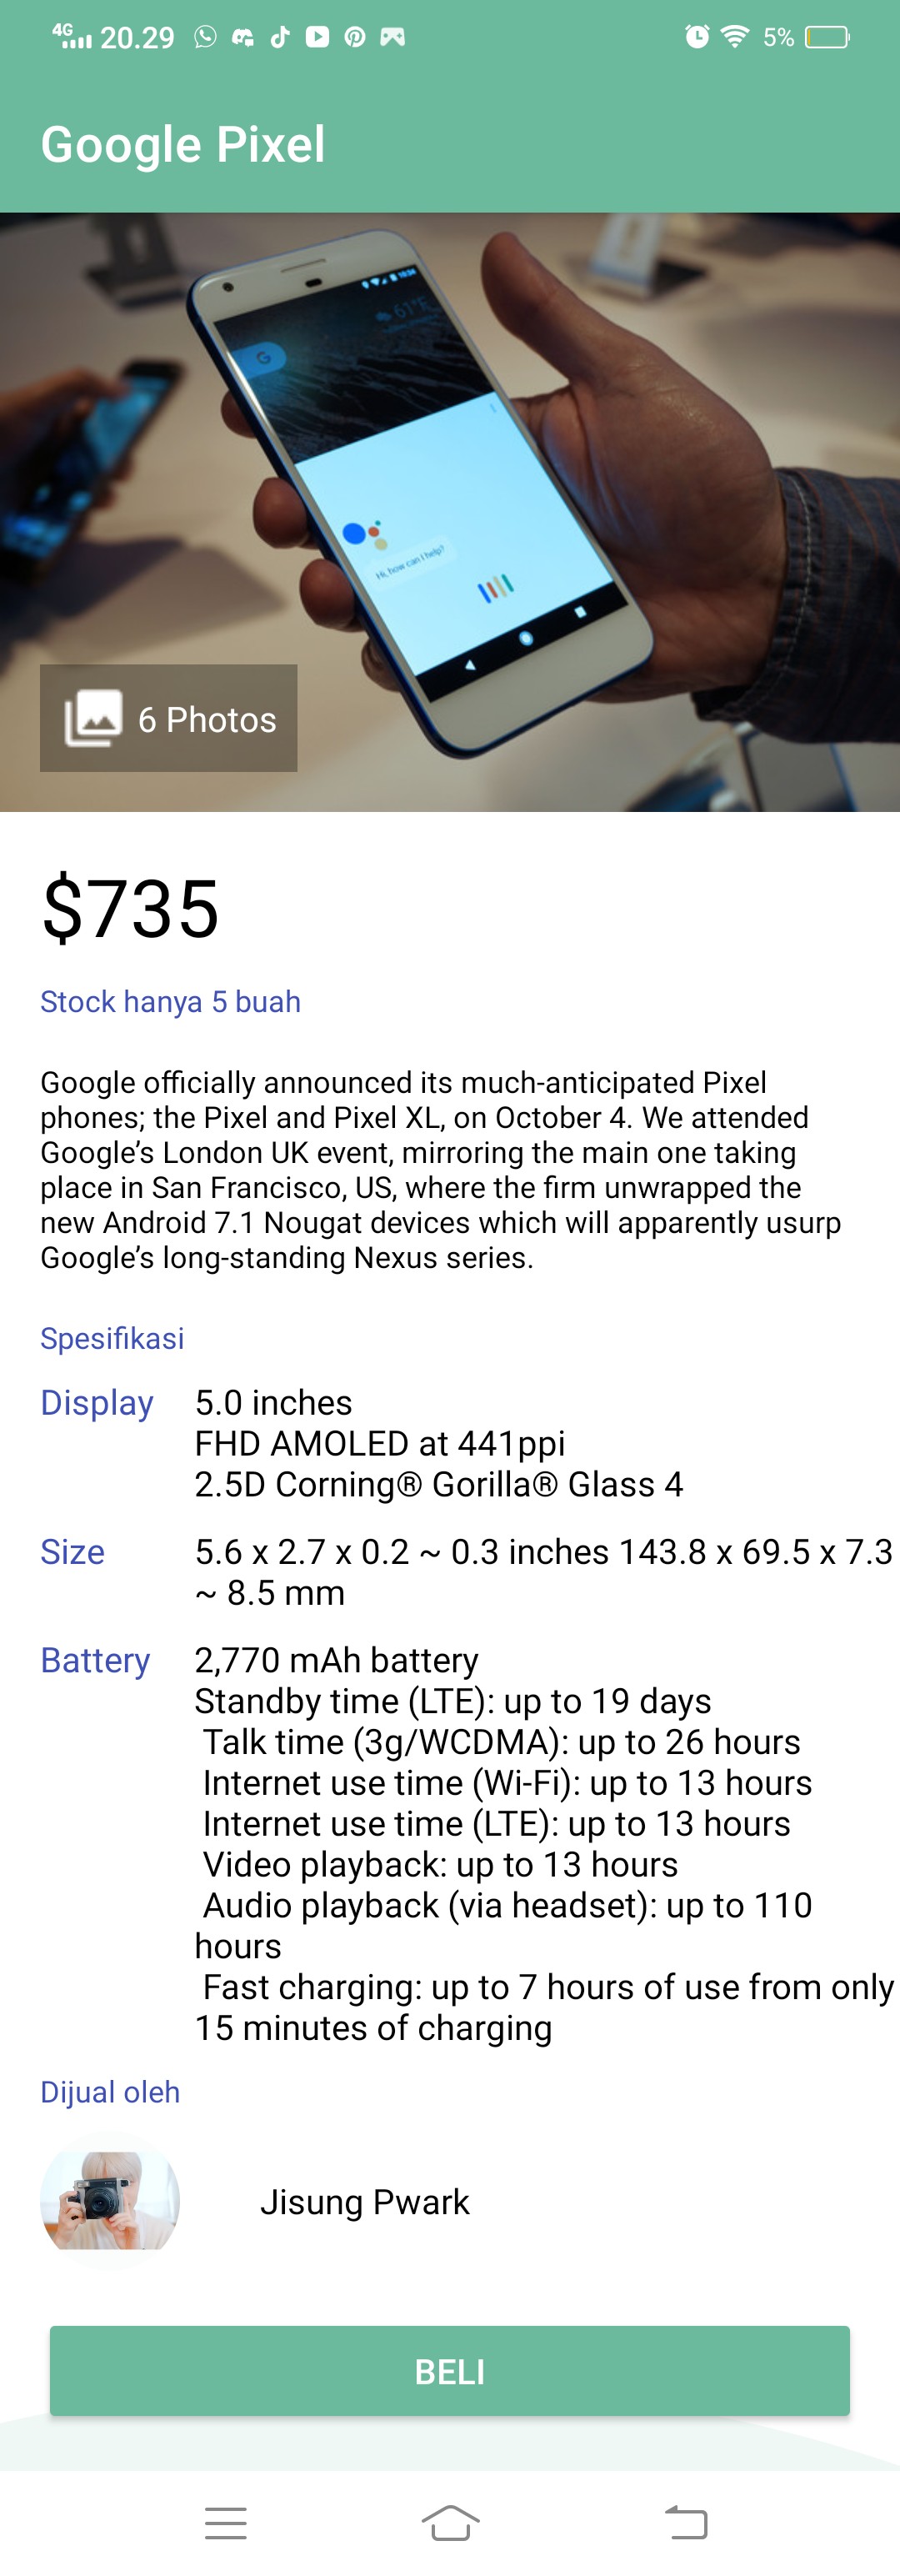 4G 20.29 5%
Google Pixel
10:34
61°F
G
Hi, how can I help?
6 Photos
$735
Stock hanya 5 buah
Google officially announced its much-anticipated Pixel
phones; the Pixel and Pixel XL, on October 4. We attended
Google’s London UK event, mirroring the main one taking
place in San Francisco, US, where the firm unwrapped the
new Android 7.1 Nougat devices which will apparently usurp
Google’s long-standing Nexus series.
Spesifikasi
Display 5.0 inches
FHD AMOLED at 441ppi
2.5D Corning® Gorilla® Glass 4
Size 5.6 x 2.7 x 0.2 ~ 0.3 inches 143.8 x 69.5 x 7.3
~ 8.5 mm
Battery 2,770 mAh battery
Standby time (LTE): up to 19 days
Talk time (3g/WCDMA): up to 26 hours
Internet use time (Wi-Fi): up to 13 hours
Internet use time (LTE): up to 13 hours
Video playback: up to 13 hours
Audio playback (via headset): up to 110
hours
Fast charging: up to 7 hours of use from only
15 minutes of charging
Dijual oleh
Jisung Pwark
BELI